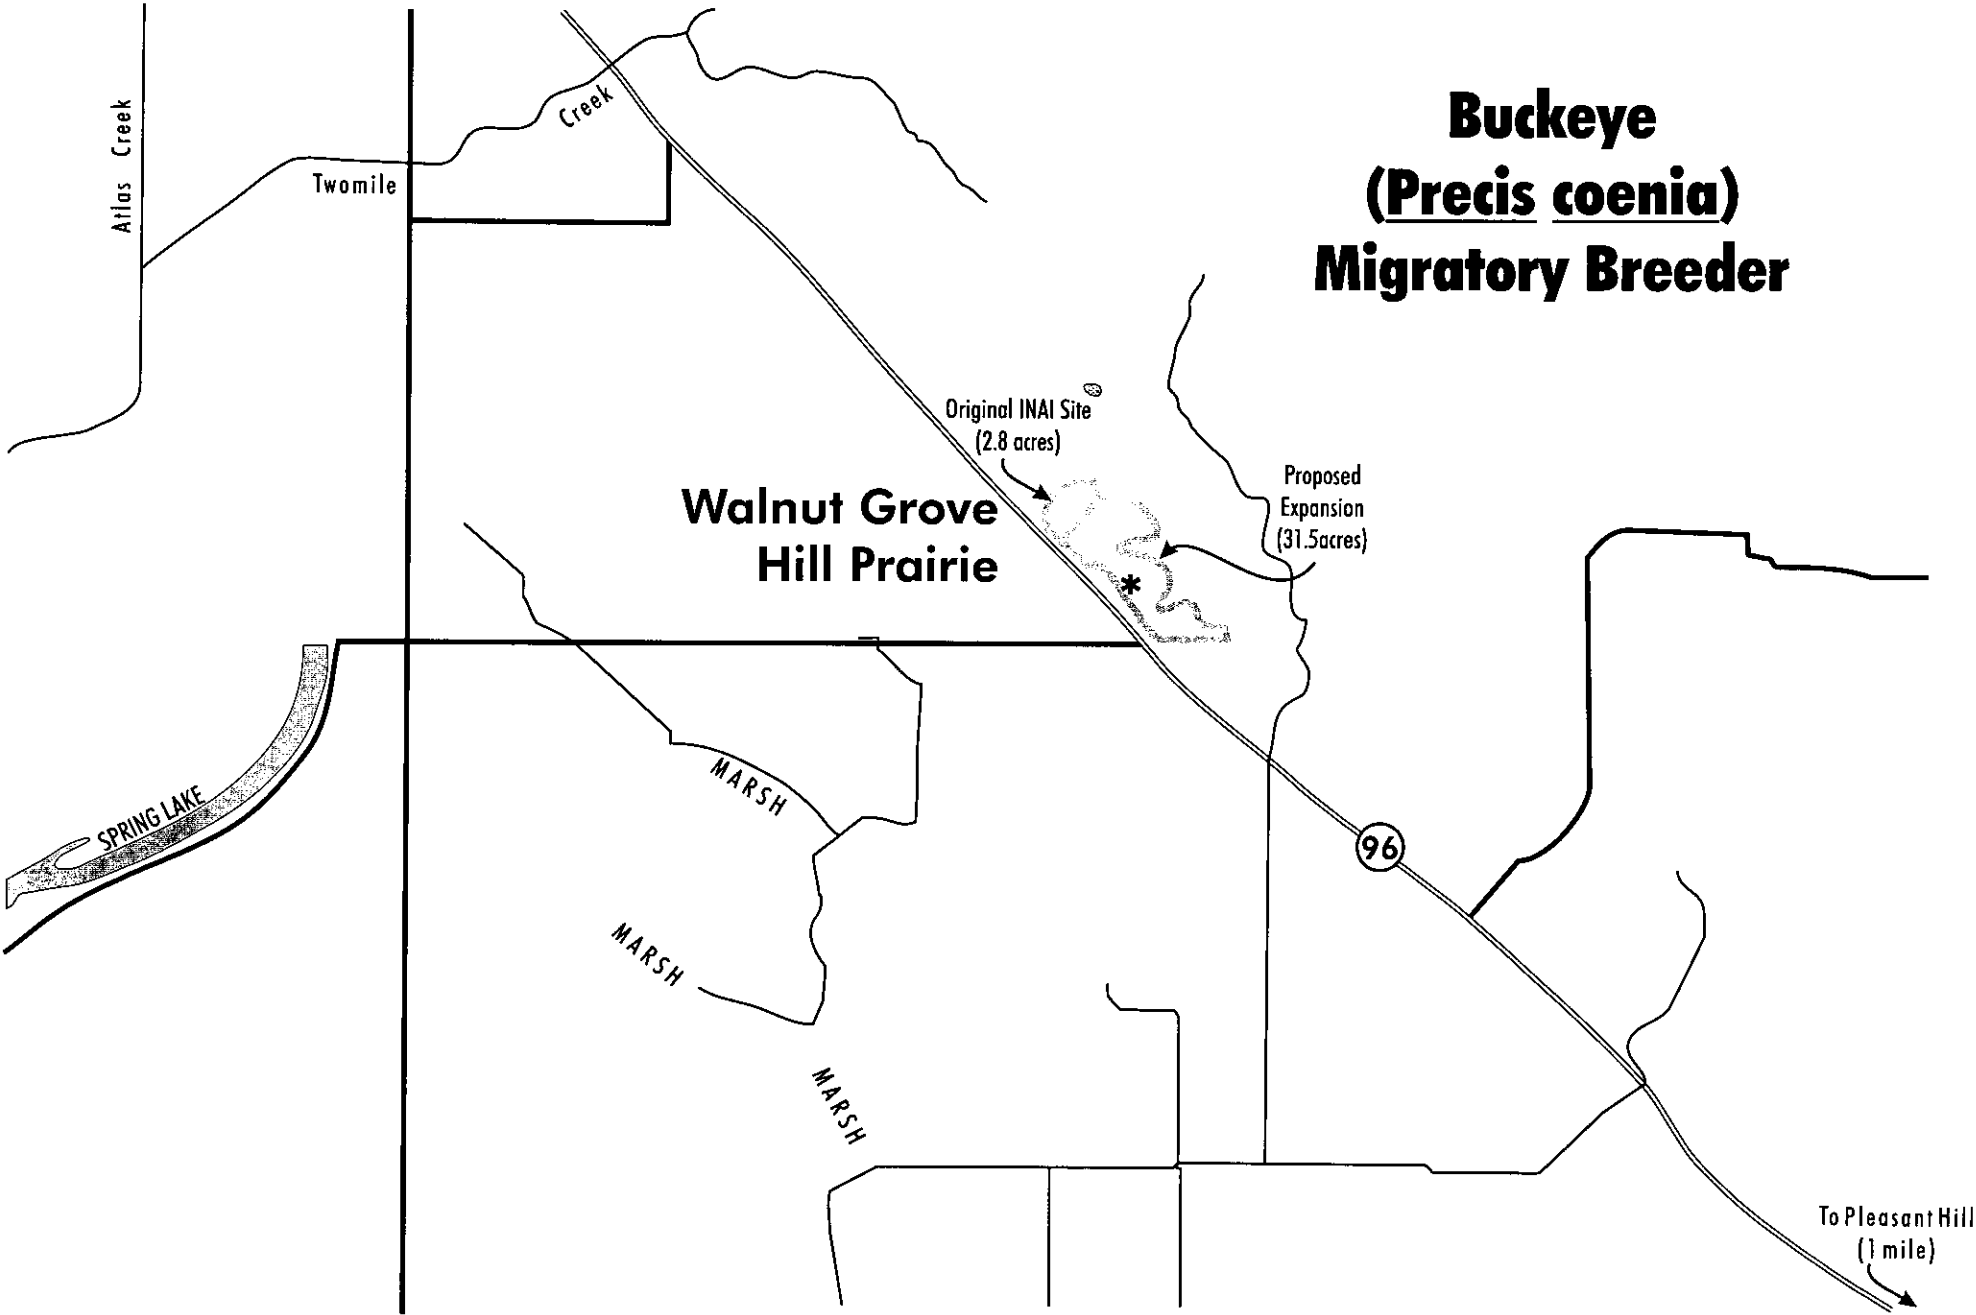 Buckeye
(Precis coenia)
Migratory Breeder
Atlas Creek
Twomile
Creek
Original INAI Site
(2.8 acres)
Proposed
Expansion
(31.5acres)
Walnut Grove
Hill Prairie
*
SPRING LAKE
MARSH
96
MARSH
MARSH
To Pleasant Hill
(1 mile)